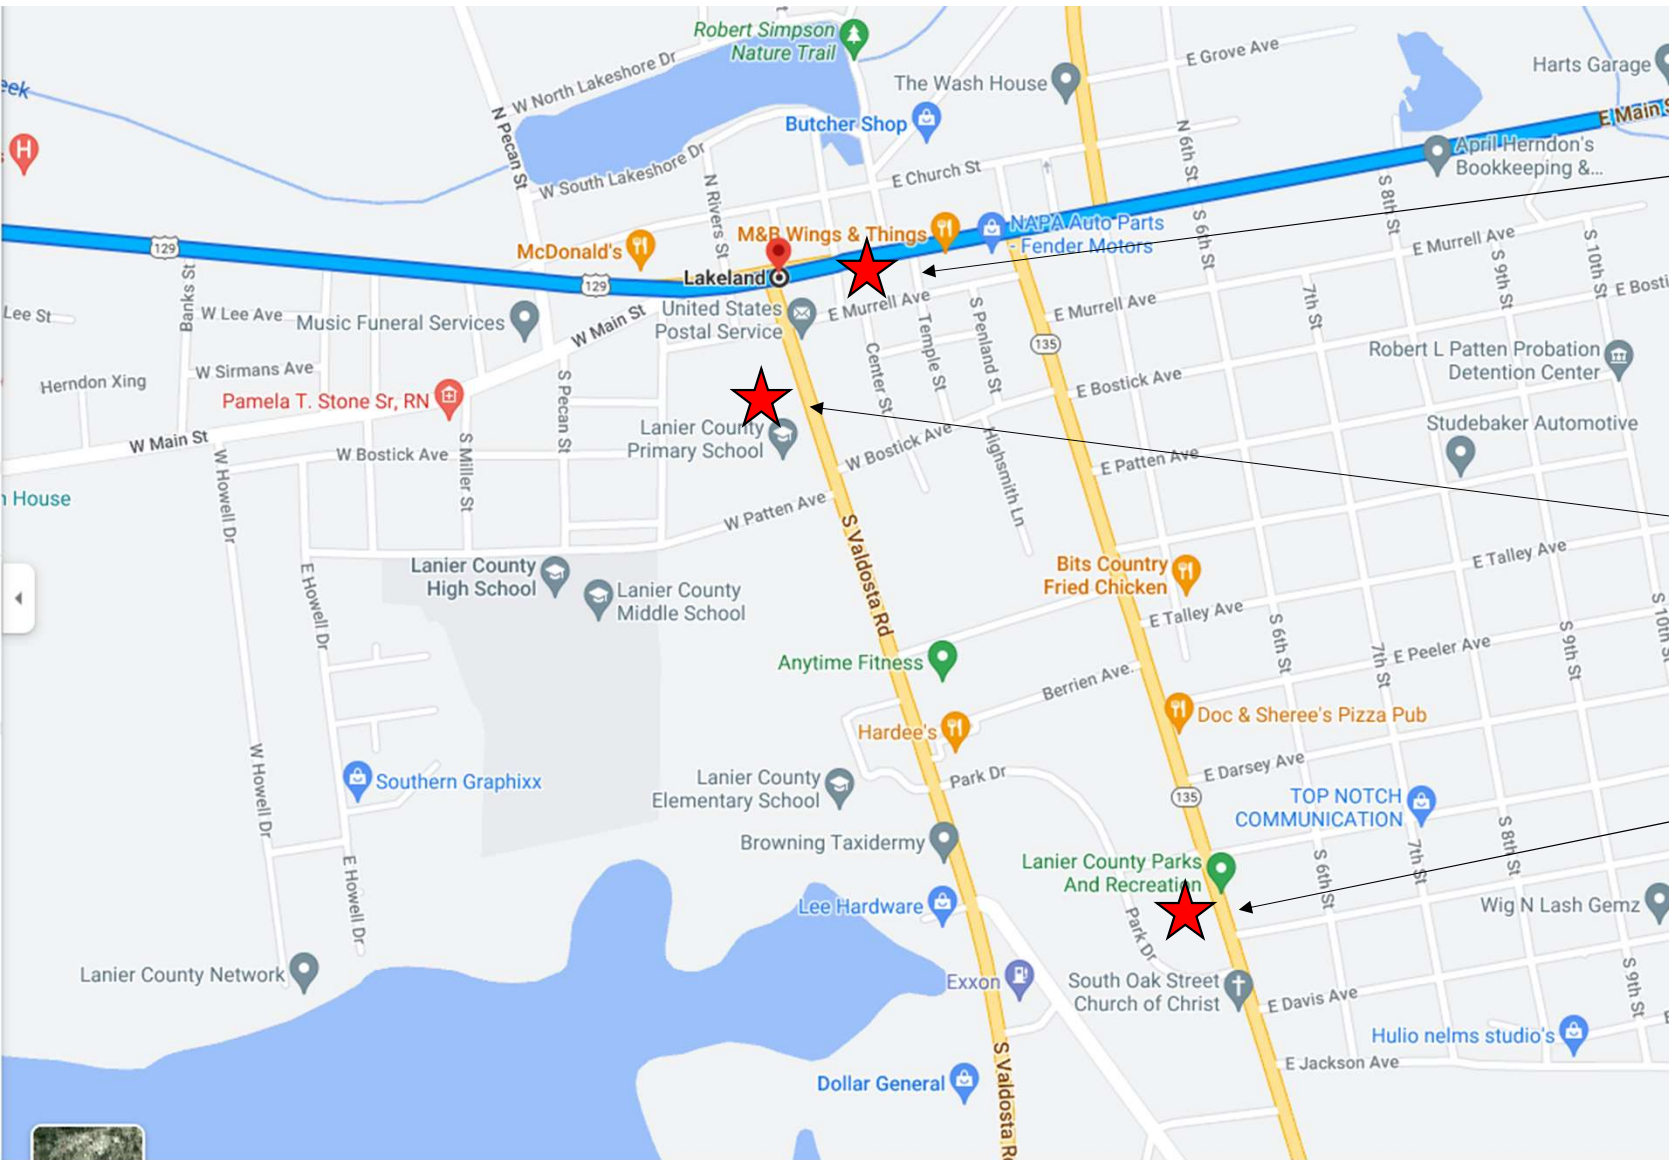 Robert Simpson
Nature Trail
E Grove Ave
Harts Garage
The Wash House
W North Lakeshore Dr
N Pecan St
Butcher Shop
E Main S
April Herndon's
Bookkeeping &...
N 6th St
W South Lakeshore Dr
E Church St
N Rivers St
S 8th St
S 6th St
M&B Wings & Things
NAPA Auto Parts
- Fender Motors
McDonald's
129
129
Lakeland
E Murrell Ave
S 9th St
S 10th St
E Bosti
Banks St
Lee St
W Lee Ave
Music Funeral Services
W Main St
United States
Postal Service
E Murrell Ave
Temple St
S Penland St
E Murrell Ave
7th St
135
Center St
Robert L Patten Probation
Detention Center
Herndon Xing
W Sirmans Ave
Pamela T. Stone Sr, RN
S Pecan St
E Bostick Ave
Studebaker Automotive
Lanier County
Primary School
W Main St
W Bostick Ave
S Miller St
W Howell Dr
W Bostick Ave
Highsmith Ln
E Patten Ave
House
W Patten Ave
S Valdosta Rd
E Talley Ave
Lanier County
High School
Lanier County
Middle School
Bits Country
Fried Chicken
E Talley Ave
E Howell Dr
S 6th St
7th St
E Peeler Ave
S 9th St
S 10th St
Anytime Fitness
Berrien Ave.
Hardee's
Doc & Sheree's Pizza Pub
W Howell Dr
Southern Graphixx
Lanier County
Elementary School
Park Dr
E Darsey Ave
135
TOP NOTCH
COMMUNICATION
Browning Taxidermy
S 6th St
7th St
S 8th St
E Howell Dr
Lanier County Parks
And Recreation
Lee Hardware
Park Dr
Wig N Lash Gemz
Lanier County Network
Exxon
South Oak Street
Church of Christ
E Davis Ave
S 9th St
Hulio nelms studio's
S Valdosta Rd
E Jackson Ave
Dollar General